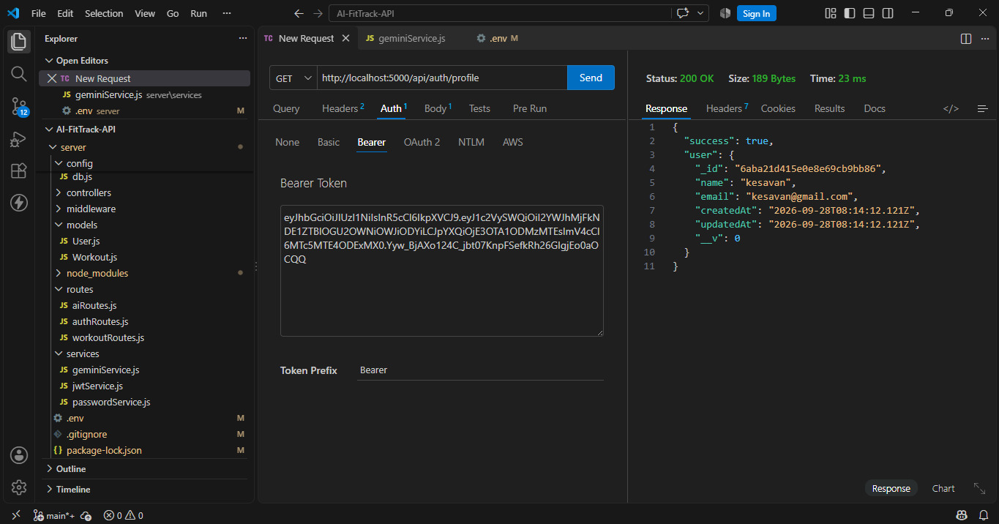 File Edit Selection View Go Run ··· AI-FitTrack-API Sign In
Explorer ···
Open Editors
TC New Request
JS geminiService.js server\services
.env server M
AI-FitTrack-API
server
config
JS db.js
controllers
middleware
models
JS User.js
JS Workout.js
node_modules
routes
JS aiRoutes.js
JS authRoutes.js
JS workoutRoutes.js
services
JS geminiService.js
JS jwtService.js
JS passwordService.js
.env M
.gitignore M
{} package-lock.json M
Outline
Timeline
12
TC New Request JS geminiService.js .env M ···
GET http://localhost:5000/api/auth/profile Send
Query Headers 2 Auth 1 Body 1 Tests Pre Run
None Basic Bearer OAuth 2 NTLM AWS
Bearer Token
Token Prefix Bearer
Status: 200 OK Size: 189 Bytes Time: 23 ms
Response Headers 7 Cookies Results Docs </>
1 {
2 "success": true,
3 "user": {
4 "_id": "6aba21d415e0e8e69cb9bb86",
5 "name": "kesavan",
6 "email": "kesavan@gmail.com",
7 "createdAt": "2026-09-28T08:14:12.121Z",
8 "updatedAt": "2026-09-28T08:14:12.121Z",
9 "__v": 0
10 }
11 }
Response Chart
main*+ 0 0